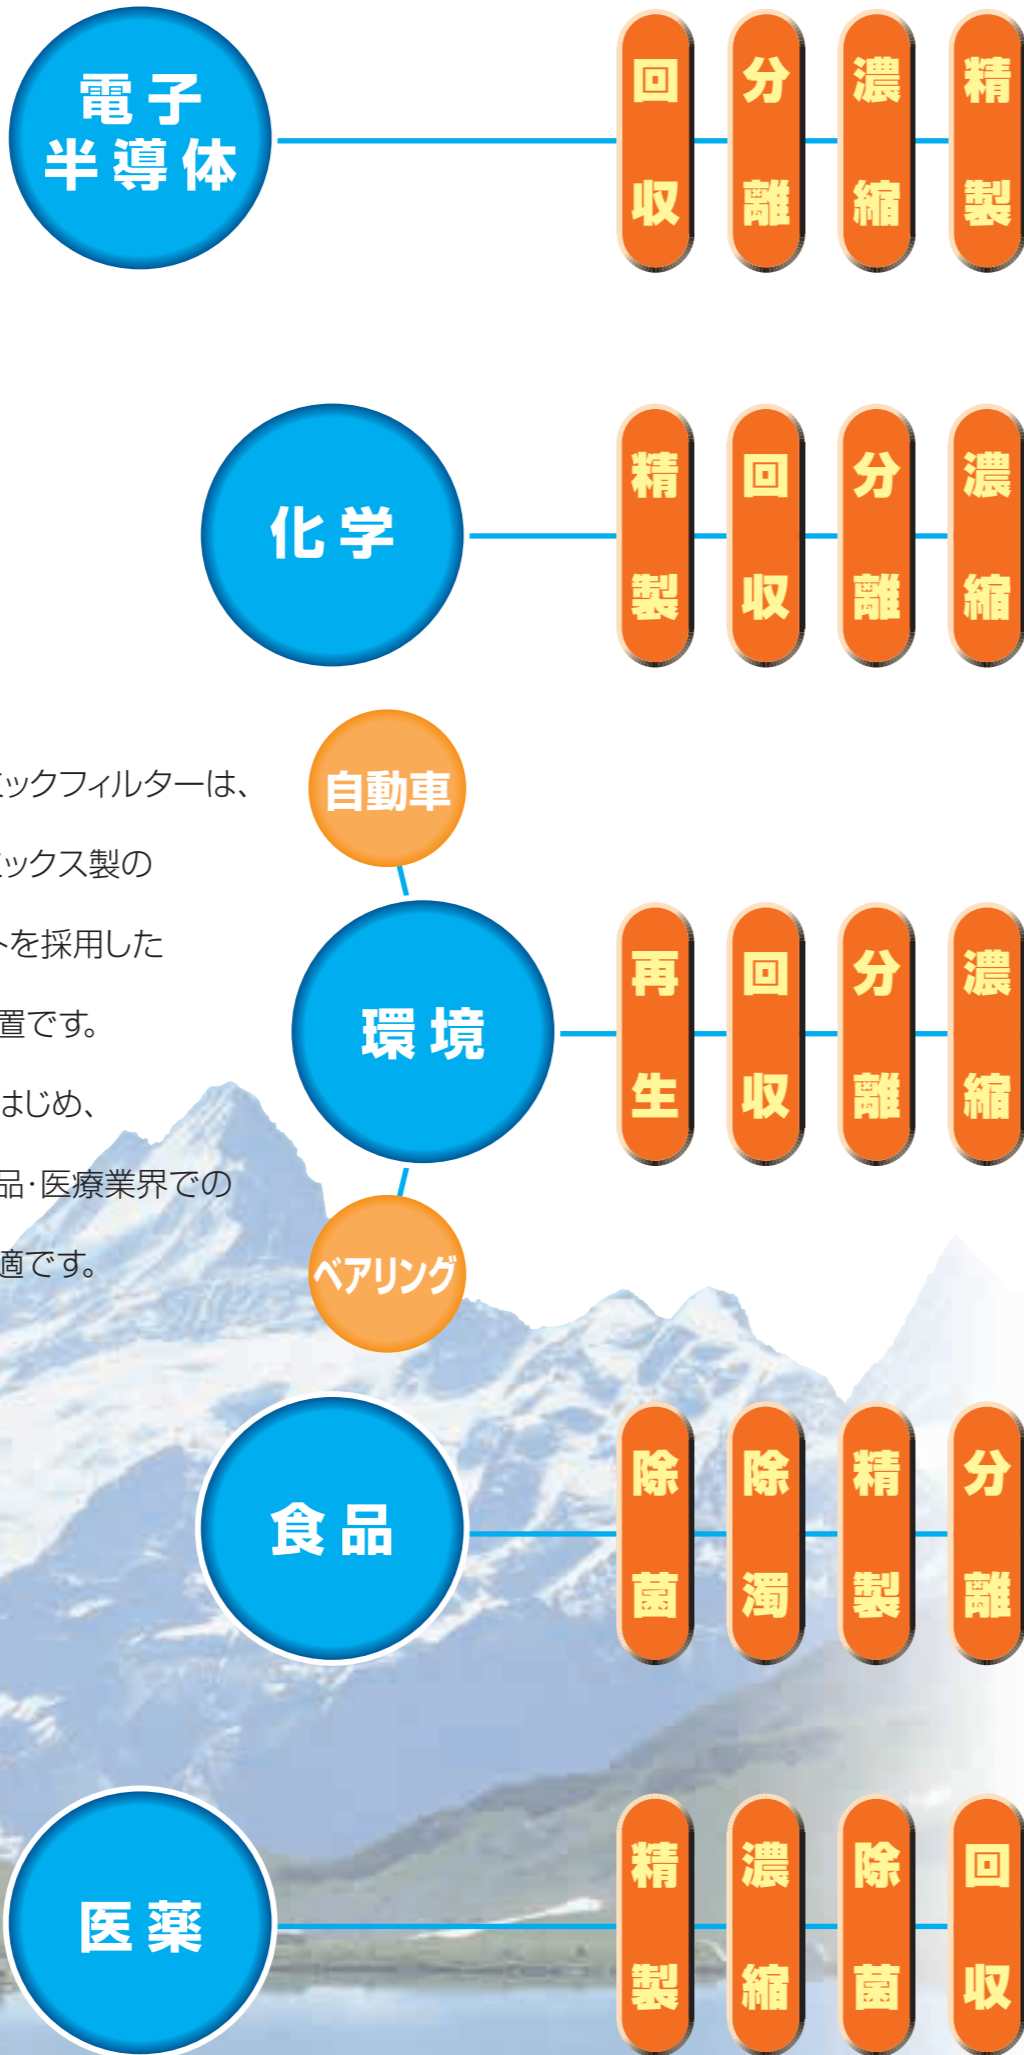 電子
半導体
回収
分離
濃縮
精製
化学
精製
回収
分離
濃縮
ミックフィルターは、
ミックス製の
トを採用した
置です。
はじめ、
品・医療業界での
適です。
自動車
環境
ベアリング
再生
回収
分離
濃縮
食品
除菌
除濁
精製
分離
医薬
精製
濃縮
除菌
回収